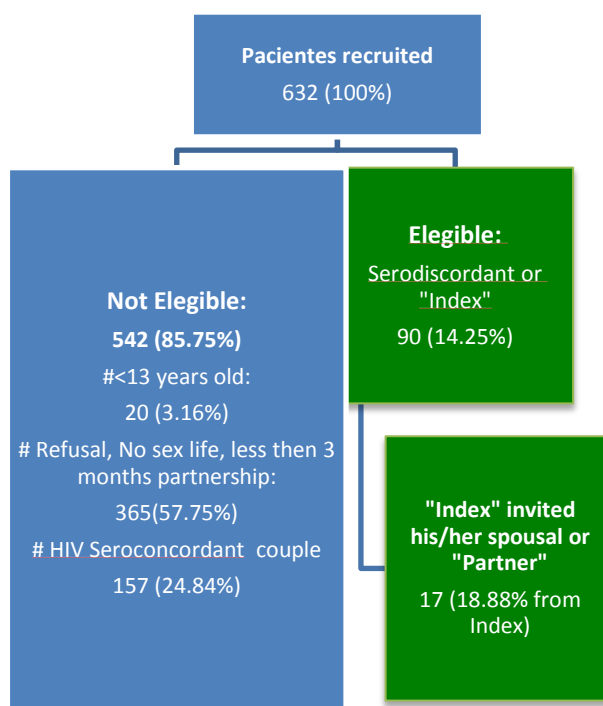 Pacientes recruited
632 (100%)
Not Elegible:
542 (85.75%)
#<13 years old:
20 (3.16%)
# Refusal, No sex life, less then 3
months partnership:
365(57.75%)
# HIV Seroconcordant couple
157 (24.84%)
Elegible:
Serodiscordant or
"Index"
90 (14.25%)
"Index" invited
his/her spousal or
"Partner"
17 (18.88% from
Index)